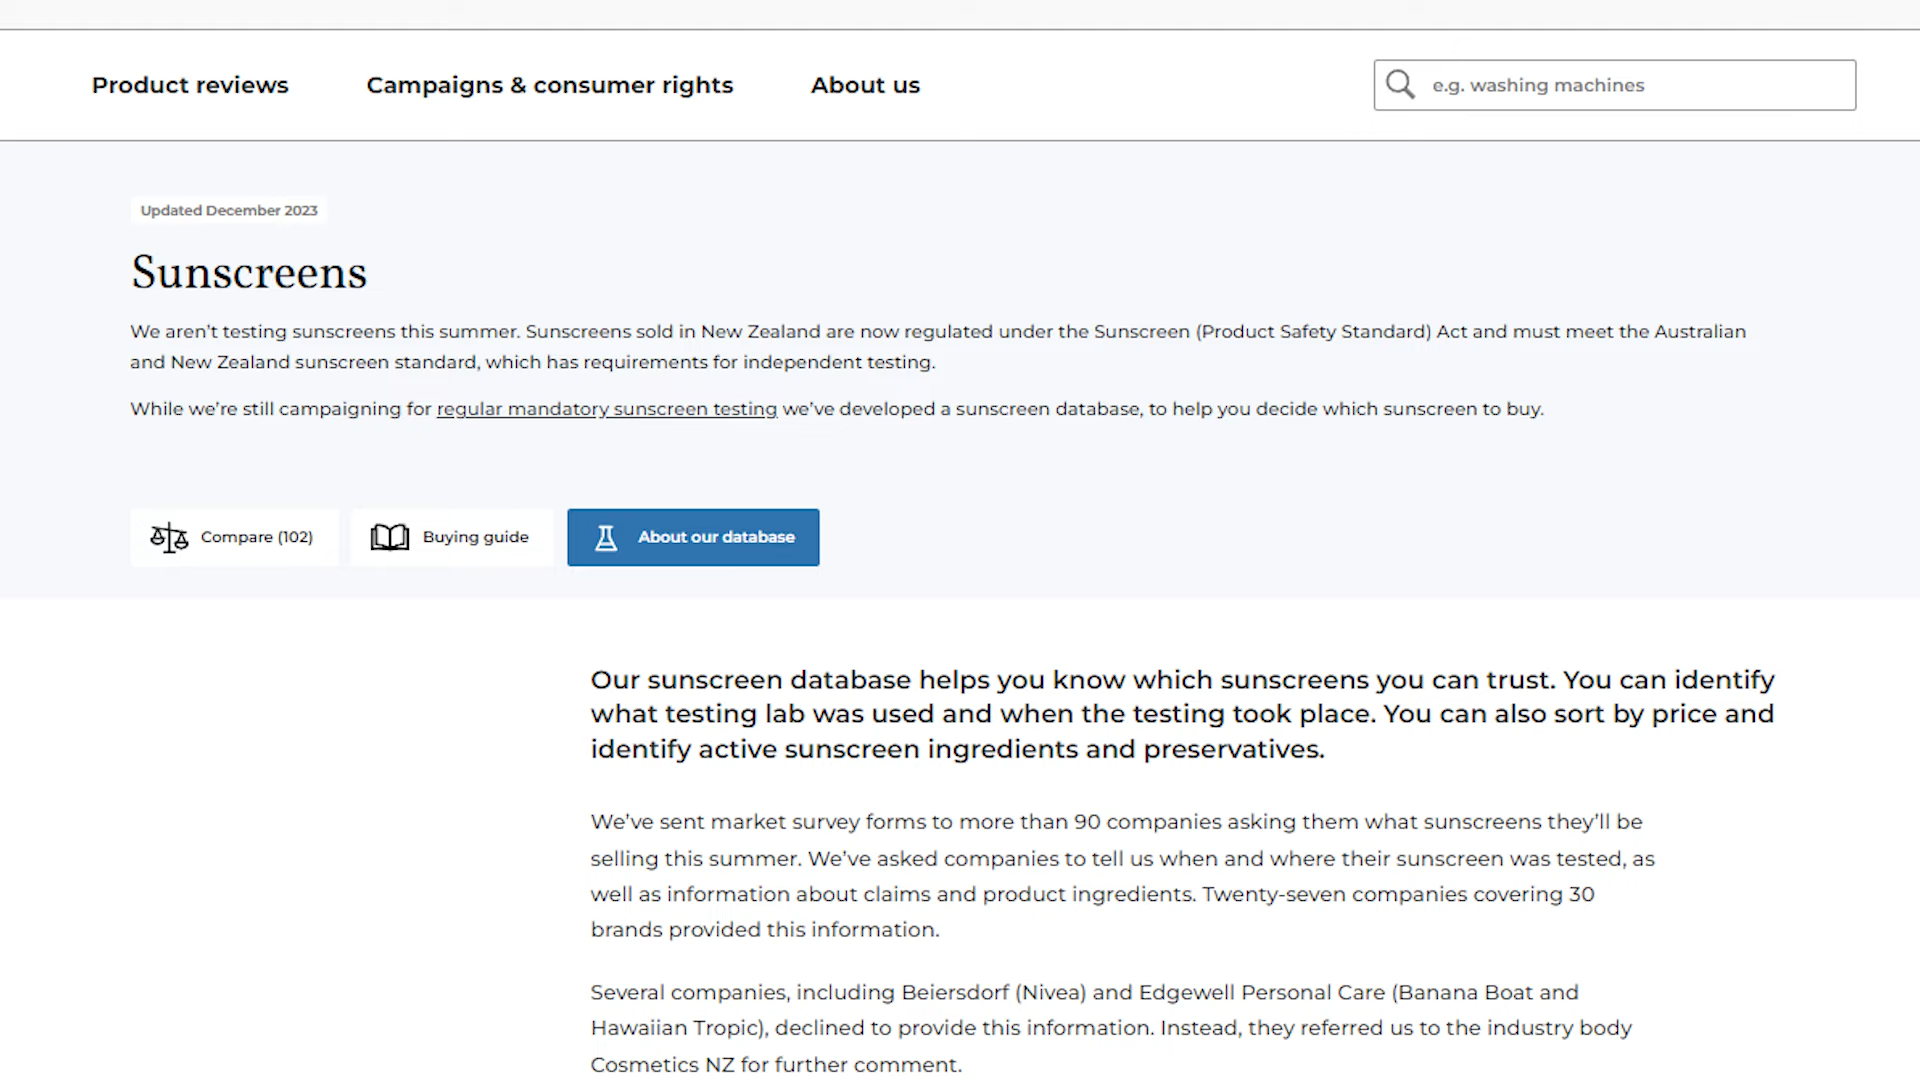 Product reviews
Campaigns & consumer rights
About us
e.g. washing machines
Updated December 2023
Sunscreens
We aren’t testing sunscreens this summer. Sunscreens sold in New Zealand are now regulated under the Sunscreen (Product Safety Standard) Act and must meet the Australian
and New Zealand sunscreen standard, which has requirements for independent testing.
While we’re still campaigning for regular mandatory sunscreen testing we’ve developed a sunscreen database, to help you decide which sunscreen to buy.
Compare (102)
Buying guide
About our database
Our sunscreen database helps you know which sunscreens you can trust. You can identify
what testing lab was used and when the testing took place. You can also sort by price and
identify active sunscreen ingredients and preservatives.
We’ve sent market survey forms to more than 90 companies asking them what sunscreens they’ll be
selling this summer. We’ve asked companies to tell us when and where their sunscreen was tested, as
well as information about claims and product ingredients. Twenty-seven companies covering 30
brands provided this information.
Several companies, including Beiersdorf (Nivea) and Edgewell Personal Care (Banana Boat and
Hawaiian Tropic), declined to provide this information. Instead, they referred us to the industry body
Cosmetics NZ for further comment.